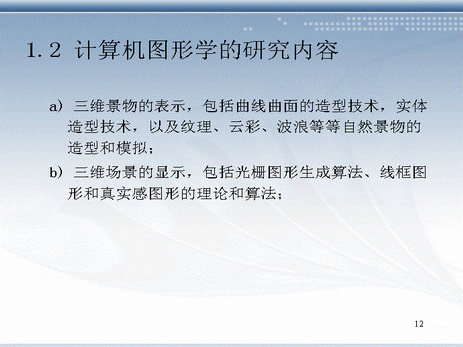 1.2 计算机图形学的研究内容
a) 三维景物的表示，包括曲线曲面的造型技术，实体
造型技术，以及纹理、云彩、波浪等等自然景物的
造型和模拟；
b) 三维场景的显示，包括光栅图形生成算法、线框图
形和真实感图形的理论和算法；
12